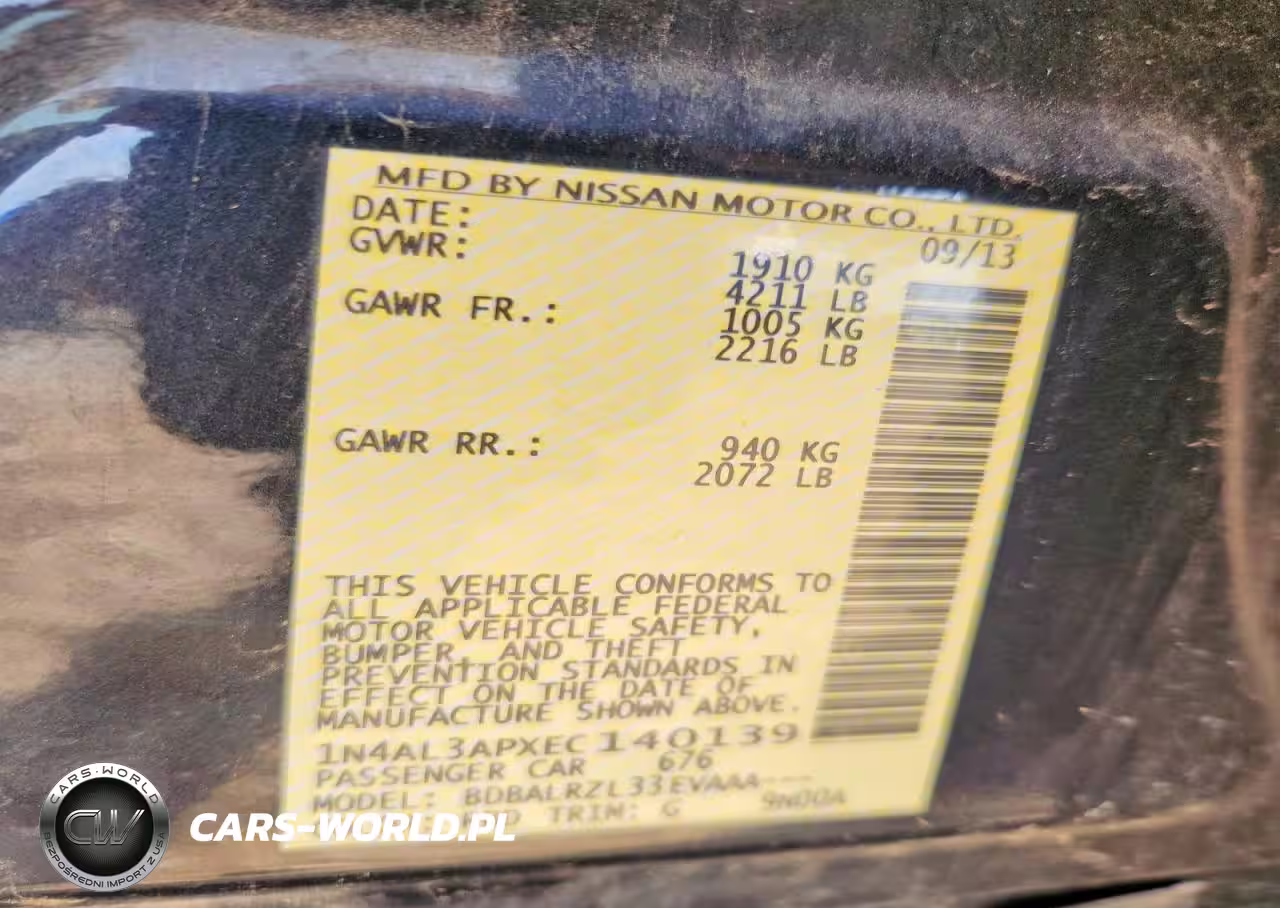 MFD BY NISSAN MOTOR CO., LTD.
DATE: 09/13
GVWR: 1910 KG
4211 LB
GAWR FR.: 1005 KG
2216 LB
GAWR RR.: 940 KG
2072 LB
THIS VEHICLE CONFORMS TO
ALL APPLICABLE FEDERAL
MOTOR VEHICLE SAFETY,
BUMPER, AND THEFT
PREVENTION STANDARDS IN
EFFECT ON THE DATE OF
MANUFACTURE SHOWN ABOVE.
1N4AL3APXEC140139
PASSENGER CAR 676
MODEL: BDBALRZL33EVAAA--
TRIM: G 9N00A
CARS-WORLD
CW
BEZPOŚREDNI IMPORT Z USA
CARS-WORLD.PL